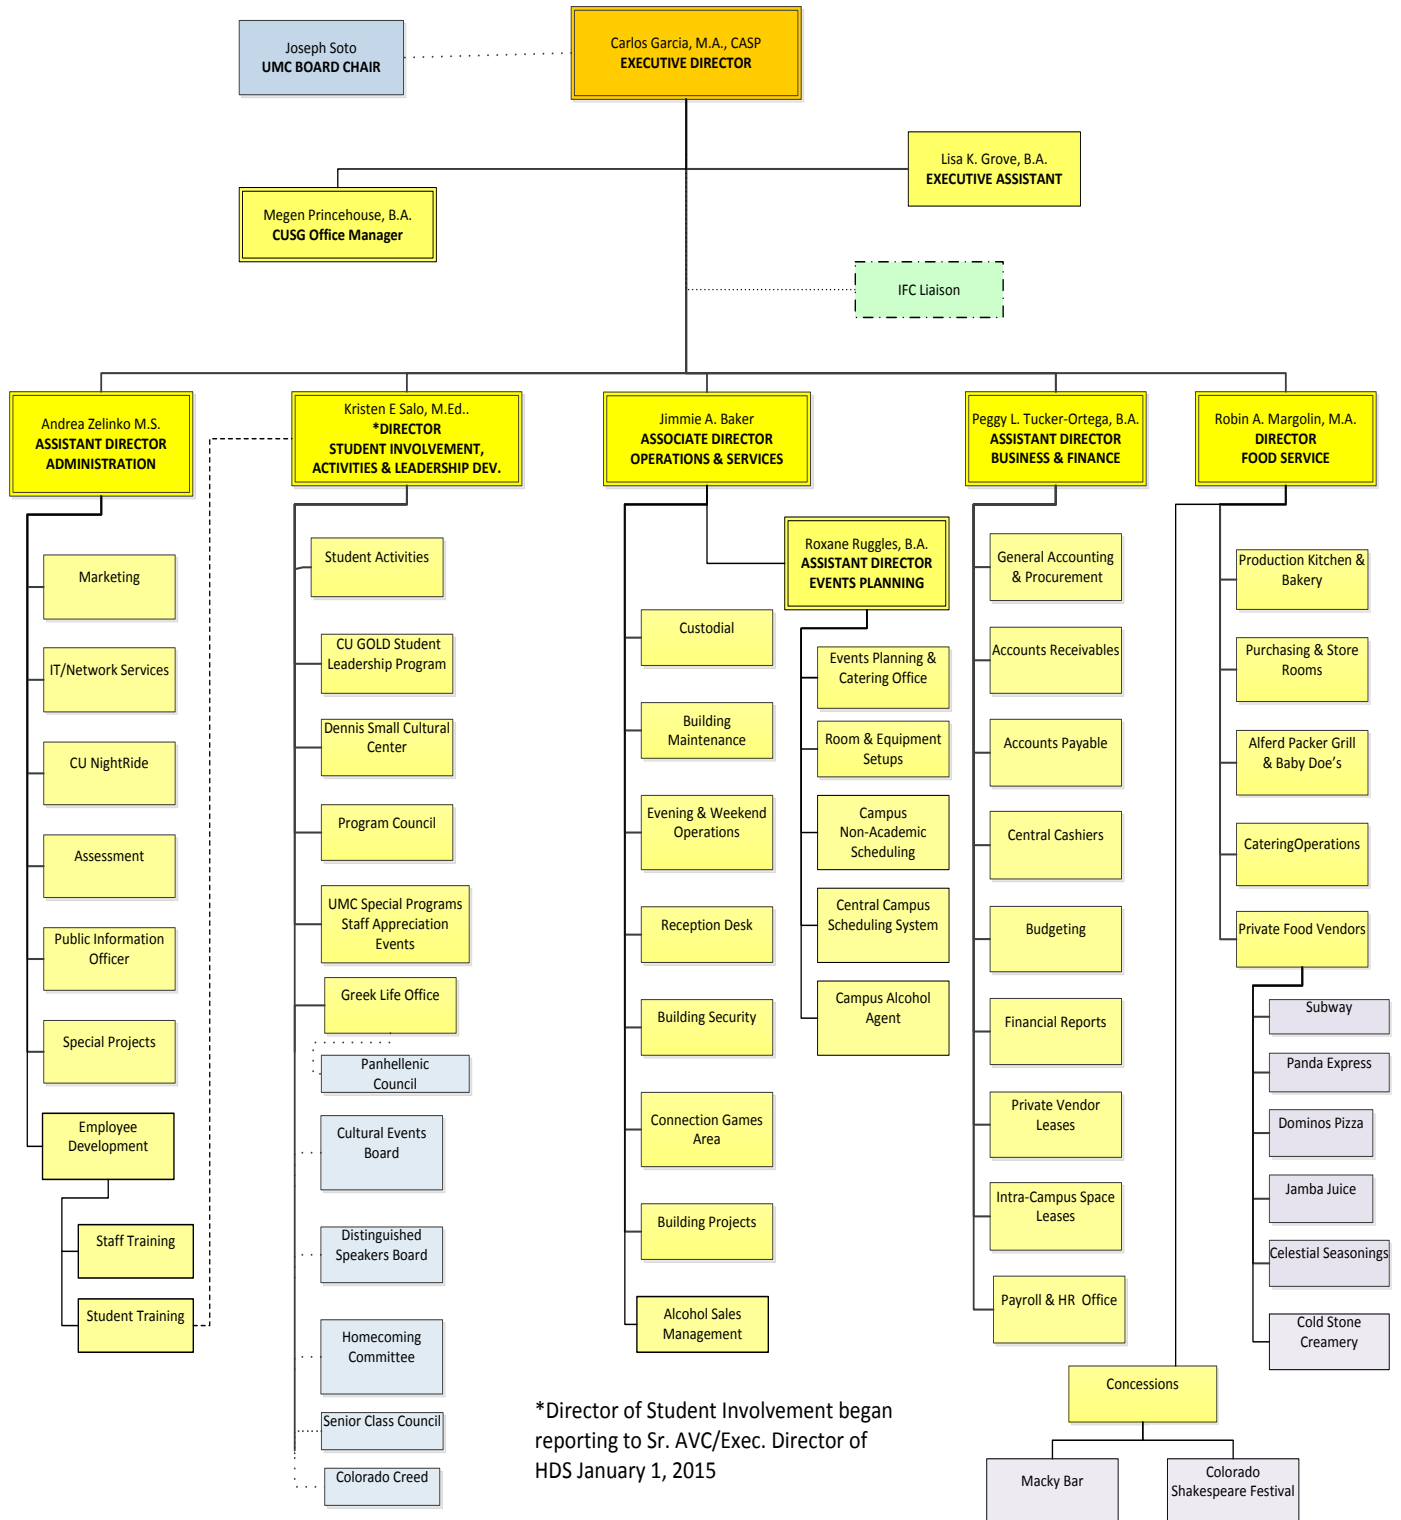 Joseph Soto
UMC BOARD CHAIR
Carlos Garcia, M.A., CASP
EXECUTIVE DIRECTOR
Lisa K. Grove, B.A.
EXECUTIVE ASSISTANT
Megen Princehouse, B.A.
CUSG Office Manager
IFC Liaison
Andrea Zelinko M.S.
ASSISTANT DIRECTOR
ADMINISTRATION
Kristen E Salo, M.Ed..
*DIRECTOR
STUDENT INVOLVEMENT,
ACTIVITIES & LEADERSHIP DEV.
Jimmie A. Baker
ASSOCIATE DIRECTOR
OPERATIONS & SERVICES
Peggy L. Tucker-Ortega, B.A.
ASSISTANT DIRECTOR
BUSINESS & FINANCE
Robin A. Margolin, M.A.
DIRECTOR
FOOD SERVICE
Marketing
IT/Network Services
CU NightRide
Assessment
Public Information
Officer
Special Projects
Employee
Development
Staff Training
Student Training
Student Activities
CU GOLD Student
Leadership Program
Dennis Small Cultural
Center
Program Council
UMC Special Programs
Staff Appreciation
Events
Greek Life Office
Panhellenic
Council
Cultural Events
Board
Distinguished
Speakers Board
Homecoming
Committee
Senior Class Council
Colorado Creed
Custodial
Building
Maintenance
Evening & Weekend
Operations
Reception Desk
Building Security
Connection Games
Area
Building Projects
Alcohol Sales
Management
Roxane Ruggles, B.A.
ASSISTANT DIRECTOR
EVENTS PLANNING
Events Planning &
Catering Office
Room & Equipment
Setups
Campus
Non-Academic
Scheduling
Central Campus
Scheduling System
Campus Alcohol
Agent
General Accounting
& Procurement
Accounts Receivables
Accounts Payable
Central Cashiers
Budgeting
Financial Reports
Private Vendor
Leases
Intra-Campus Space
Leases
Payroll & HR Office
Production Kitchen &
Bakery
Purchasing & Store
Rooms
Alferd Packer Grill
& Baby Doe's
CateringOperations
Private Food Vendors
Subway
Panda Express
Dominos Pizza
Jamba Juice
Celestial Seasonings
Cold Stone
Creamery
Concessions
Macky Bar
Colorado
Shakespeare Festival
*Director of Student Involvement began
reporting to Sr. AVC/Exec. Director of
HDS January 1, 2015